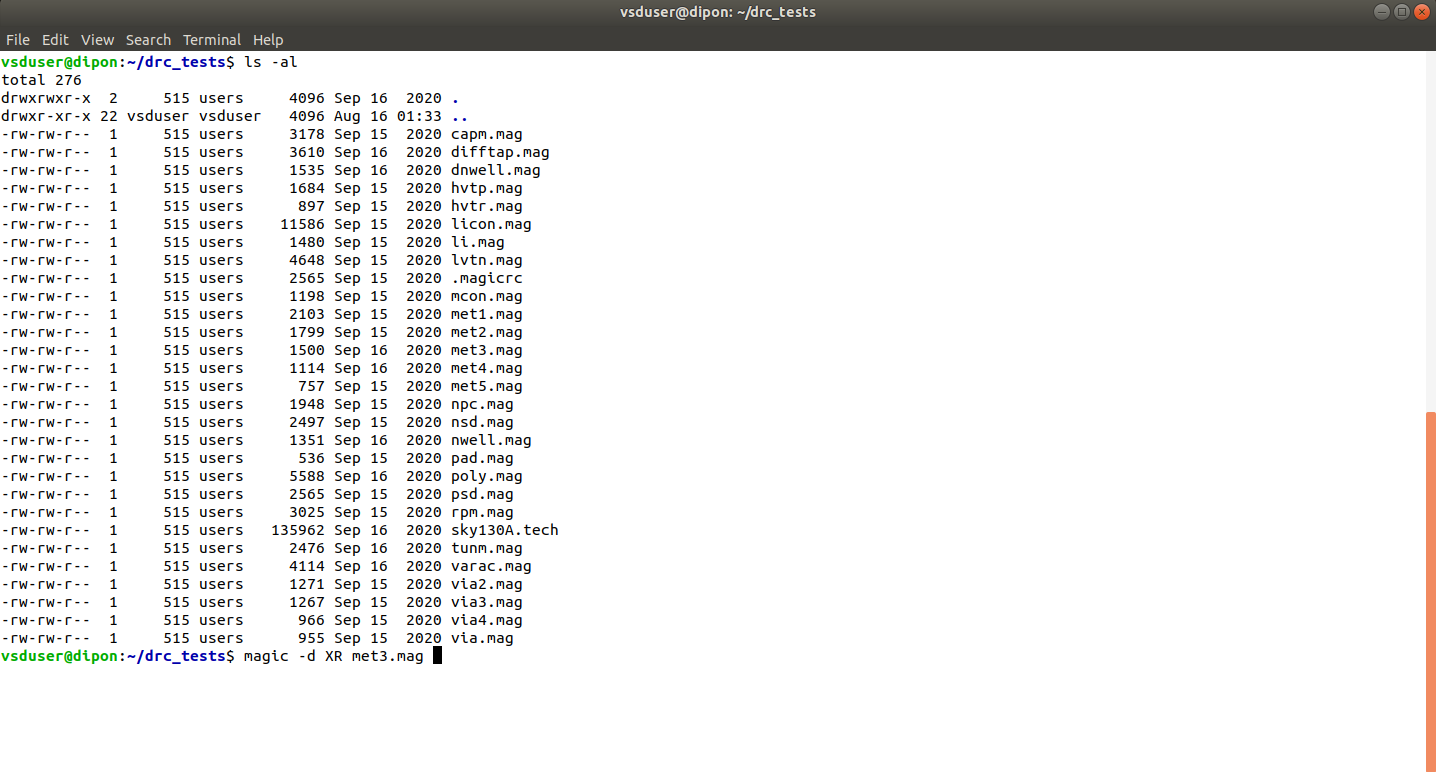 vsduser@dipon: ~/drc_tests
File Edit View Search Terminal Help
vsduser@dipon:~/drc_tests$ ls -al
total 276
drwxrwxr-x  2     515 users     4096 Sep 16  2020 .
drwxr-xr-x 22 vsduser vsduser   4096 Aug 16 01:33 ..
-rw-rw-r--  1     515 users     3178 Sep 15  2020 capm.mag
-rw-rw-r--  1     515 users     3610 Sep 16  2020 difftap.mag
-rw-rw-r--  1     515 users     1535 Sep 16  2020 dnwell.mag
-rw-rw-r--  1     515 users     1684 Sep 15  2020 hvtp.mag
-rw-rw-r--  1     515 users      897 Sep 15  2020 hvtr.mag
-rw-rw-r--  1     515 users    11586 Sep 15  2020 licon.mag
-rw-rw-r--  1     515 users     1480 Sep 15  2020 li.mag
-rw-rw-r--  1     515 users     4648 Sep 15  2020 lvtn.mag
-rw-rw-r--  1     515 users     2565 Sep 15  2020 .magicrc
-rw-rw-r--  1     515 users     1198 Sep 15  2020 mcon.mag
-rw-rw-r--  1     515 users     2103 Sep 15  2020 met1.mag
-rw-rw-r--  1     515 users     1799 Sep 15  2020 met2.mag
-rw-rw-r--  1     515 users     1500 Sep 16  2020 met3.mag
-rw-rw-r--  1     515 users     1114 Sep 16  2020 met4.mag
-rw-rw-r--  1     515 users      757 Sep 15  2020 met5.mag
-rw-rw-r--  1     515 users     1948 Sep 15  2020 npc.mag
-rw-rw-r--  1     515 users     2497 Sep 15  2020 nsd.mag
-rw-rw-r--  1     515 users     1351 Sep 16  2020 nwell.mag
-rw-rw-r--  1     515 users      536 Sep 15  2020 pad.mag
-rw-rw-r--  1     515 users     5588 Sep 16  2020 poly.mag
-rw-rw-r--  1     515 users     2565 Sep 15  2020 psd.mag
-rw-rw-r--  1     515 users     3025 Sep 15  2020 rpm.mag
-rw-rw-r--  1     515 users   135962 Sep 16  2020 sky130A.tech
-rw-rw-r--  1     515 users     2476 Sep 16  2020 tunm.mag
-rw-rw-r--  1     515 users     4114 Sep 16  2020 varac.mag
-rw-rw-r--  1     515 users     1271 Sep 15  2020 via2.mag
-rw-rw-r--  1     515 users     1267 Sep 15  2020 via3.mag
-rw-rw-r--  1     515 users      966 Sep 15  2020 via4.mag
-rw-rw-r--  1     515 users      955 Sep 15  2020 via.mag
vsduser@dipon:~/drc_tests$ magic -d XR met3.mag